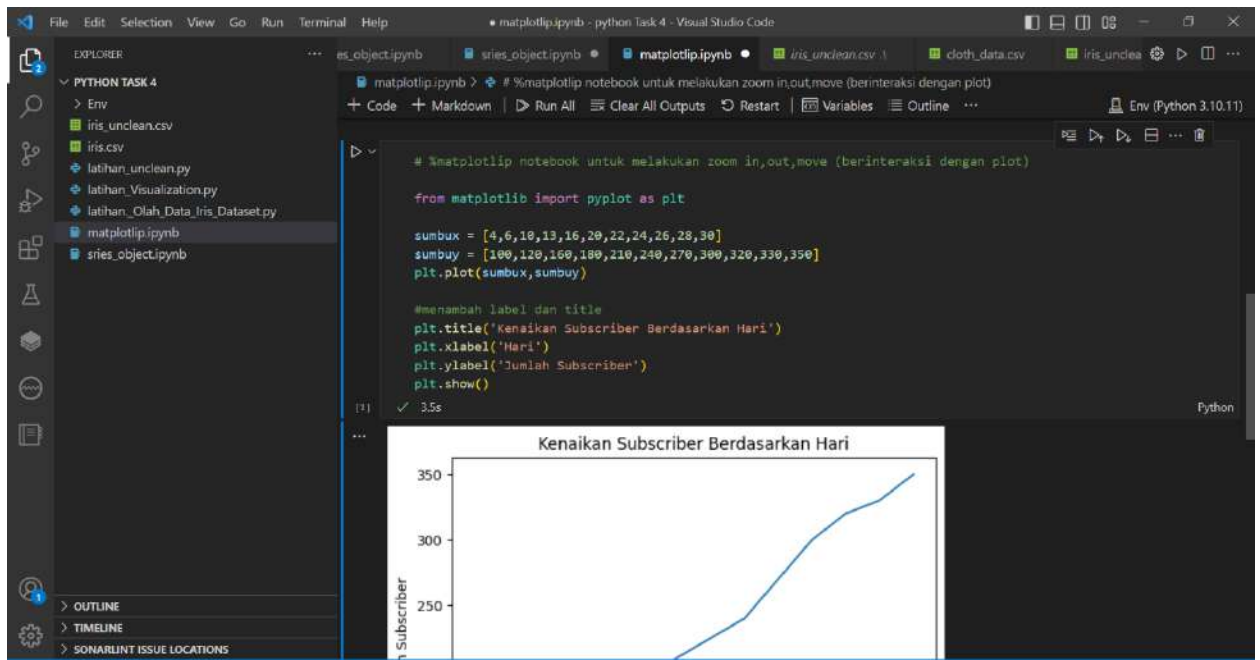 File Edit Selection View Go Run Terminal Help
● matplotlip.ipynb - python Task 4 - Visual Studio Code
EXPLORER
es_object.ipynb
sries_object.ipynb
matplotlip.ipynb
iris_unclean.csv
cloth_data.csv
iris_unclea
PYTHON TASK 4
Env
iris_unclean.csv
iris.csv
latihan_unclean.py
latihan_Visualization.py
latihan._Olah_Data_Iris_Dataset.py
matplotlip.ipynb
sries_object.ipynb
matplotlip.ipynb > # %matplotlip notebook untuk melakukan zoom in,out,move (berinteraksi dengan plot)
+ Code + Markdown | Run All Clear All Outputs Restart | Variables Outline ...
Env (Python 3.10.11)
# %matplotlip notebook untuk melakukan zoom in,out,move (berinteraksi dengan plot)
from matplotlib import pyplot as plt
sumbux = [4,6,10,13,16,20,22,24,26,28,30]
sumbuy = [100,120,160,180,210,240,270,300,320,330,350]
plt.plot(sumbux,sumbuy)
#menambah label dan title
plt.title('Kenaikan Subscriber Berdasarkan Hari')
plt.xlabel('Hari')
plt.ylabel('Jumlah Subscriber')
plt.show()
[1] ✓ 3.5s
Python
Kenaikan Subscriber Berdasarkan Hari
350
300
250
Subscriber
2
1
OUTLINE
TIMELINE
SONARLINT ISSUE LOCATIONS